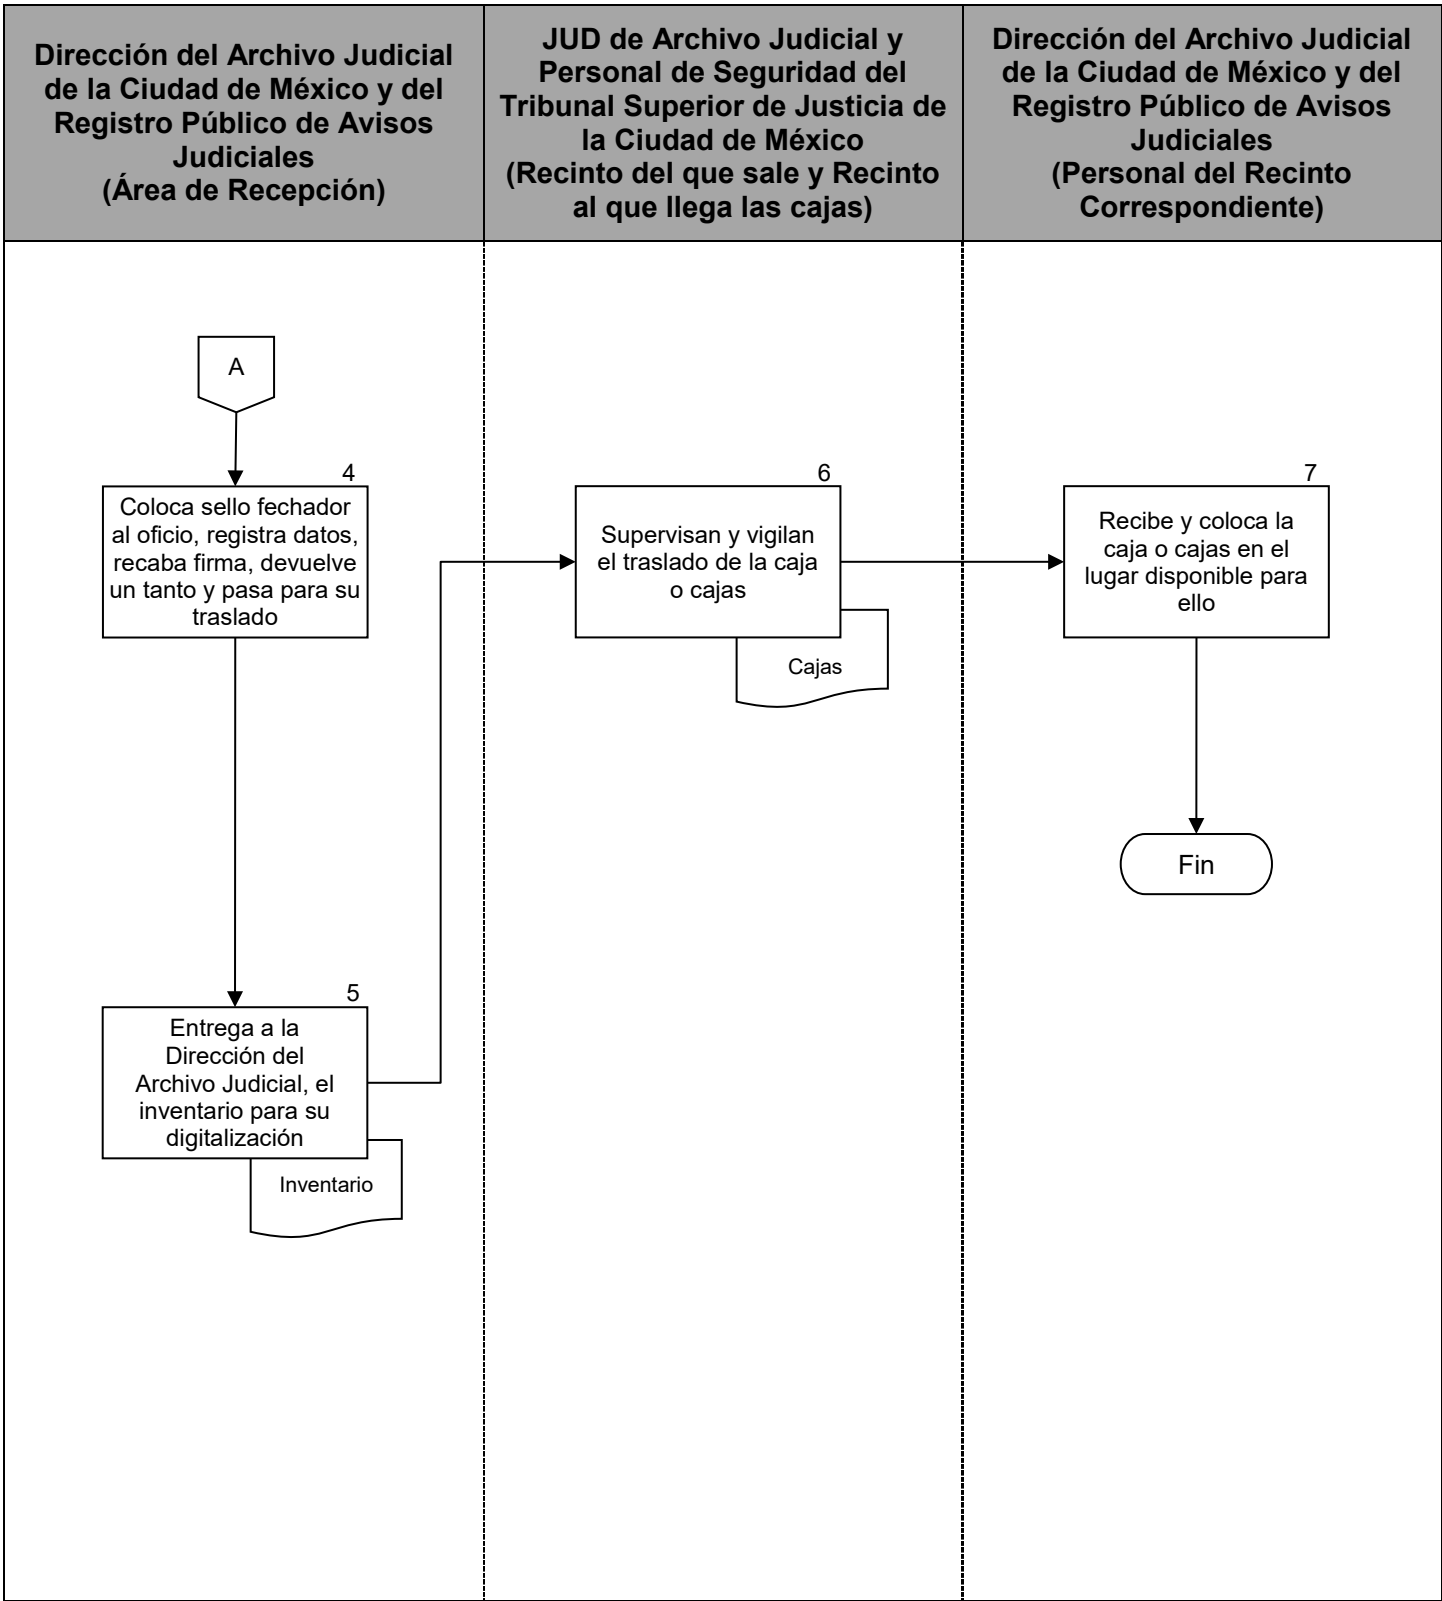 Dirección del Archivo Judicial
de la Ciudad de México y del
Registro Público de Avisos
Judiciales
(Área de Recepción)
JUD de Archivo Judicial y
Personal de Seguridad del
Tribunal Superior de Justicia de
la Ciudad de México
(Recinto del que sale y Recinto
al que llega las cajas)
Dirección del Archivo Judicial
de la Ciudad de México y del
Registro Público de Avisos
Judiciales
(Personal del Recinto
Correspondiente)
A
4
Coloca sello fechador
al oficio, registra datos,
recaba firma, devuelve
un tanto y pasa para su
traslado
5
Entrega a la
Dirección del
Archivo Judicial, el
inventario para su
digitalización
Inventario
6
Supervisan y vigilan
el traslado de la caja
o cajas
Cajas
7
Recibe y coloca la
caja o cajas en el
lugar disponible para
ello
Fin